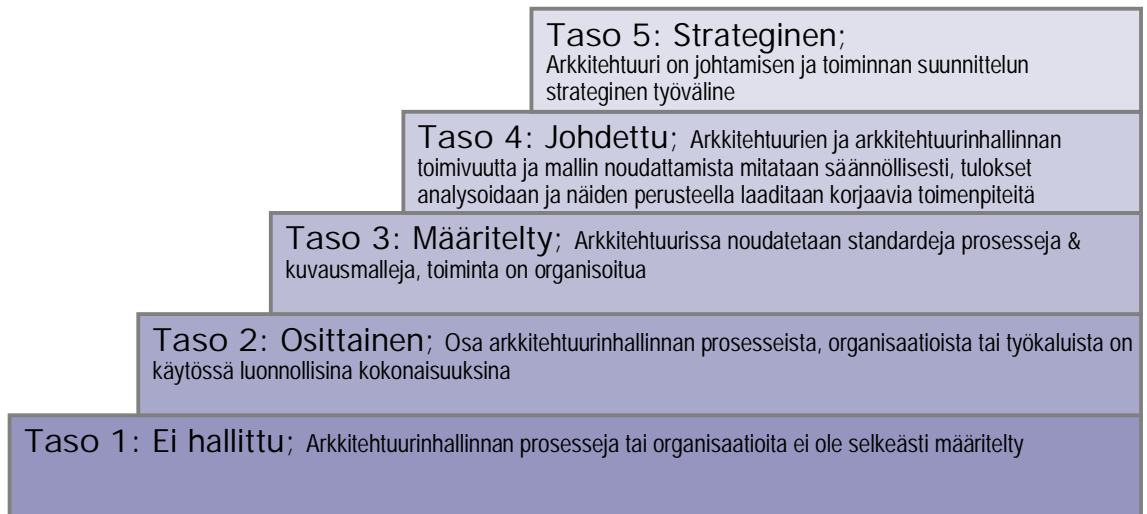 Taso 5: Strateginen;
Arkkitehtuuri on johtamisen ja toiminnan suunnittelun
strateginen työväline
Taso 4: Johdettu; Arkkitehtuurien ja arkkitehtuurinhallinnan
toimivuutta ja mallin noudattamista mitataan säännöllisesti, tulokset
analysoidaan ja näiden perusteella laaditaan korjaavia toimenpiteitä
Taso 3: Määritelty; Arkkitehtuurissa noudatetaan standardeja prosesseja &
kuvausmalleja, toiminta on organisoitua
Taso 2: Osittainen; Osa arkkitehtuurinhallinnan prosesseista, organisaatioista tai työkaluista on
käytössä luonnollisina kokonaisuuksina
Taso 1: Ei hallittu; Arkkitehtuurinhallinnan prosesseja tai organisaatioita ei ole selkeästi määritelty